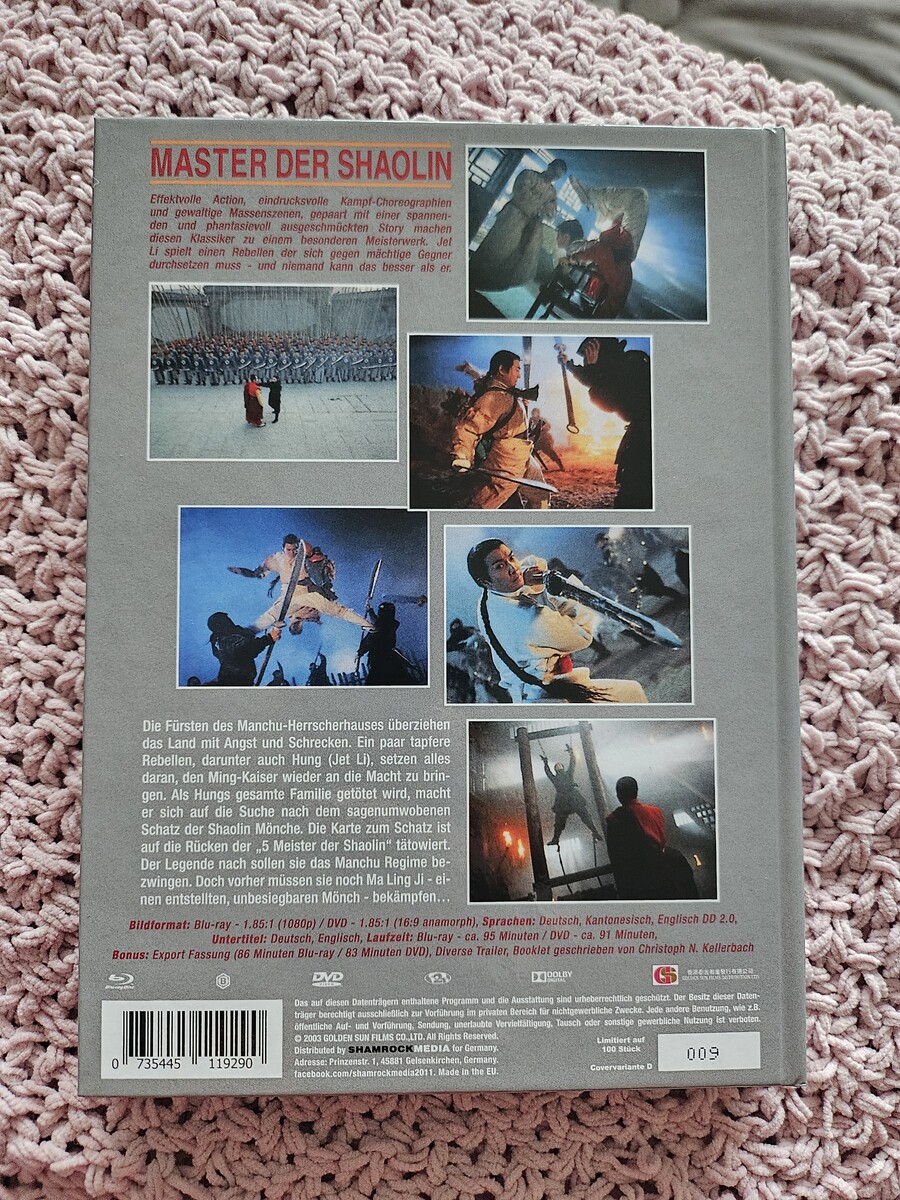 MASTER DER SHAOLIN
Effektvolle Action, eindrucksvolle Kampf-Choreographien
und gewaltige Massenszenen, gepaart mit einer spannen-
den und phantasievoll ausgeschmückten Story machen
diesen Klassiker zu einem besonderen Meisterwerk. Jet
Li spielt einen Rebellen der sich gegen mächtige Gegner
durchsetzen muss - und niemand kann das besser als er.
Die Fürsten des Manchu-Herrscherhauses überziehen
das Land mit Angst und Schrecken. Ein paar tapfere
Rebellen, darunter auch Hung (Jet Li), setzen alles
daran, den Ming-Kaiser wieder an die Macht zu brin-
gen. Als Hungs gesamte Familie getötet wird, macht
er sich auf die Suche nach dem sagenumwobenen
Schatz der Shaolin Mönche. Die Karte zum Schatz ist
auf die Rücken der „5 Meister der Shaolin“ tätowiert.
Der Legende nach sollen sie das Manchu Regime be-
zwingen. Doch vorher müssen sie noch Ma Ling Ji - ei-
nen entstellten, unbesiegbaren Mönch - bekämpfen...
Bildformat: Blu-ray - 1.85:1 (1080p) / DVD - 1.85:1 (16:9 anamorph), Sprachen: Deutsch, Kantonesisch, Englisch DD 2.0,
Untertitel: Deutsch, Englisch, Laufzeit: Blu-ray - ca. 95 Minuten / DVD - ca. 91 Minuten,
Bonus: Export Fassung (86 Minuten Blu-ray / 83 Minuten DVD), Diverse Trailer, Booklet geschrieben von Christoph N. Kellerbach
Blu-ray Disc
DVD VIDEO
DOLBY DIGITAL
GS
Das auf diesen Datenträgern enthaltene Programm und die Ausstattung sind urheberrechtlich geschützt. Der Besitz dieser Daten-
träger berechtigt ausschließlich zur Vorführung im privaten Bereich für nichtgewerbliche Zwecke. Jede andere Benutzung, wie z.B.
öffentliche Auf- und Vorführung, Sendung, unerlaubte Vervielfältigung, Tausch oder sonstige gewerbliche Nutzung ist verboten.
© 2003 GOLDEN SUN FILMS CO.,LTD. All Rights Reserved.
Distributed by SHAMROCKMEDIA for Germany.
Adresse: Prinzenstr. 1, 45881 Gelsenkirchen, Germany.
facebook.com/shamrockmedia2011. Made in the EU.
0 735445 119290
Limitiert auf
100 Stück
Covervariante D
009